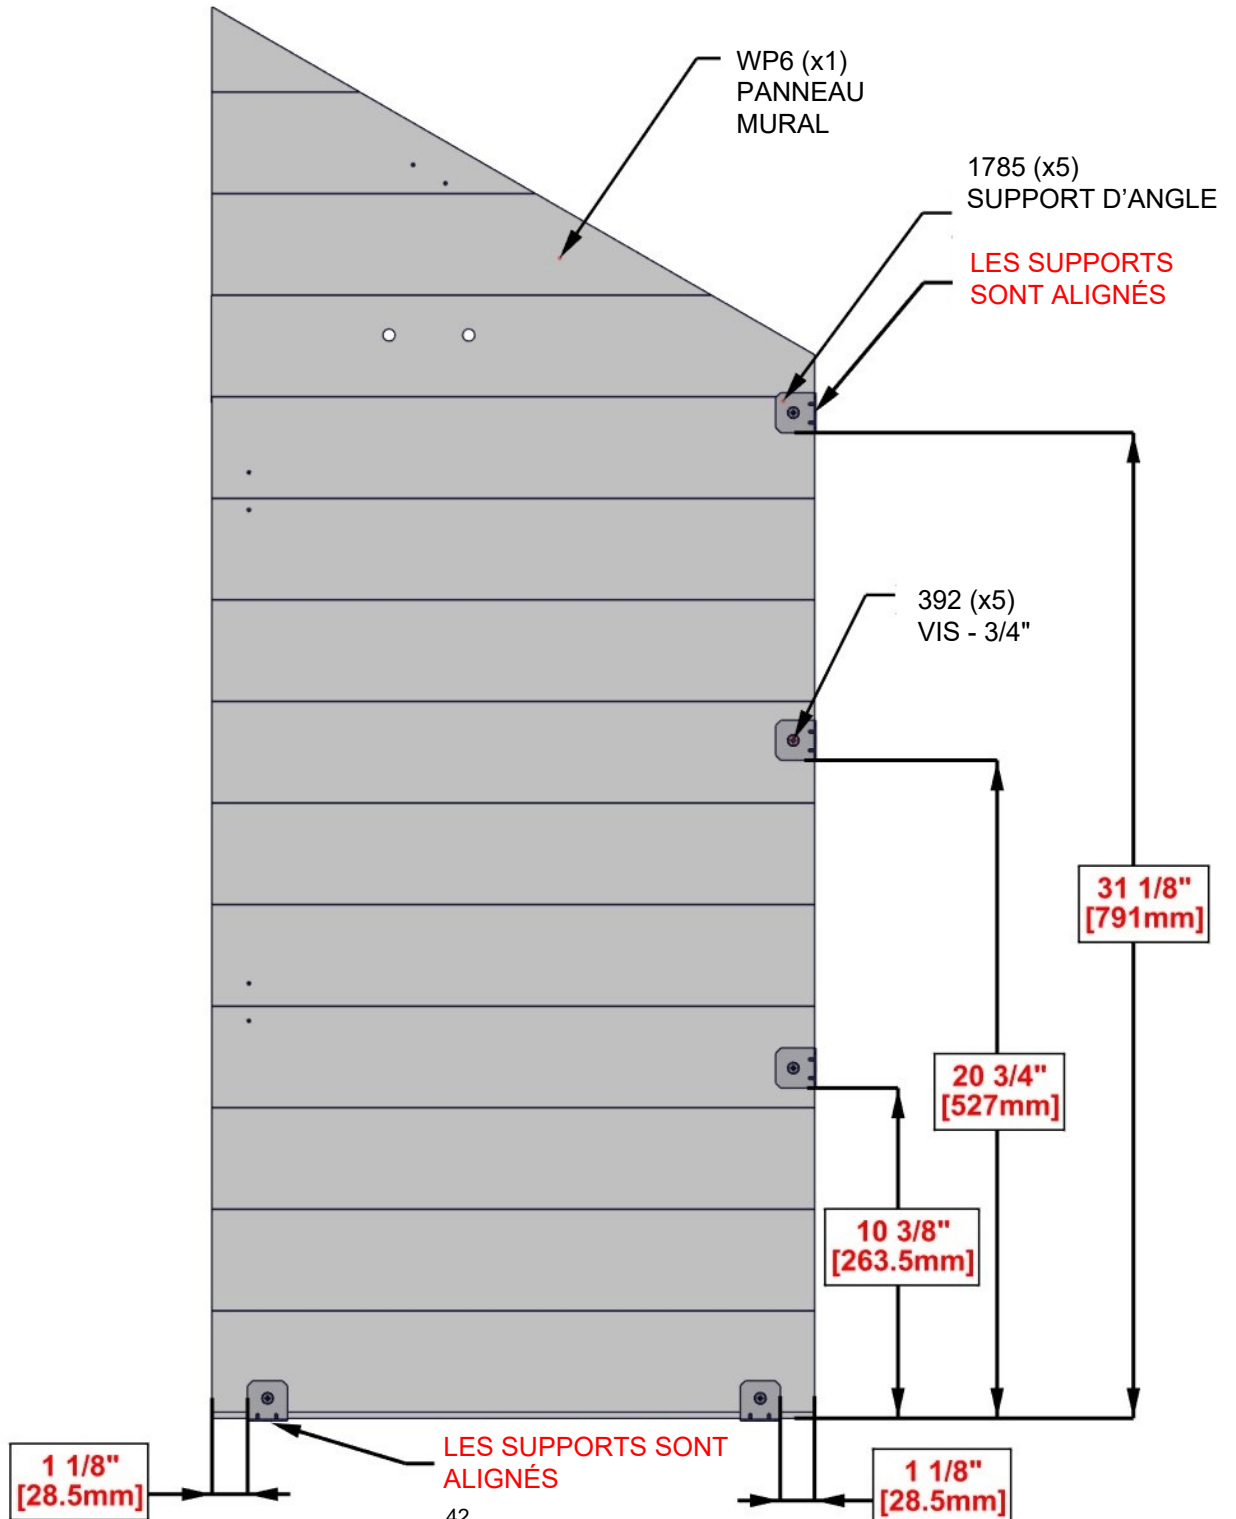 WP6 (x1)
PANNEAU
MURAL
1785 (x5)
SUPPORT D'ANGLE
LES SUPPORTS
SONT ALIGNÉS
392 (x5)
VIS - 3/4"
31 1/8"
[791mm]
20 3/4"
[527mm]
10 3/8"
[263.5mm]
LES SUPPORTS SONT
ALIGNÉS
1 1/8"
[28.5mm]
1 1/8"
[28.5mm]
42